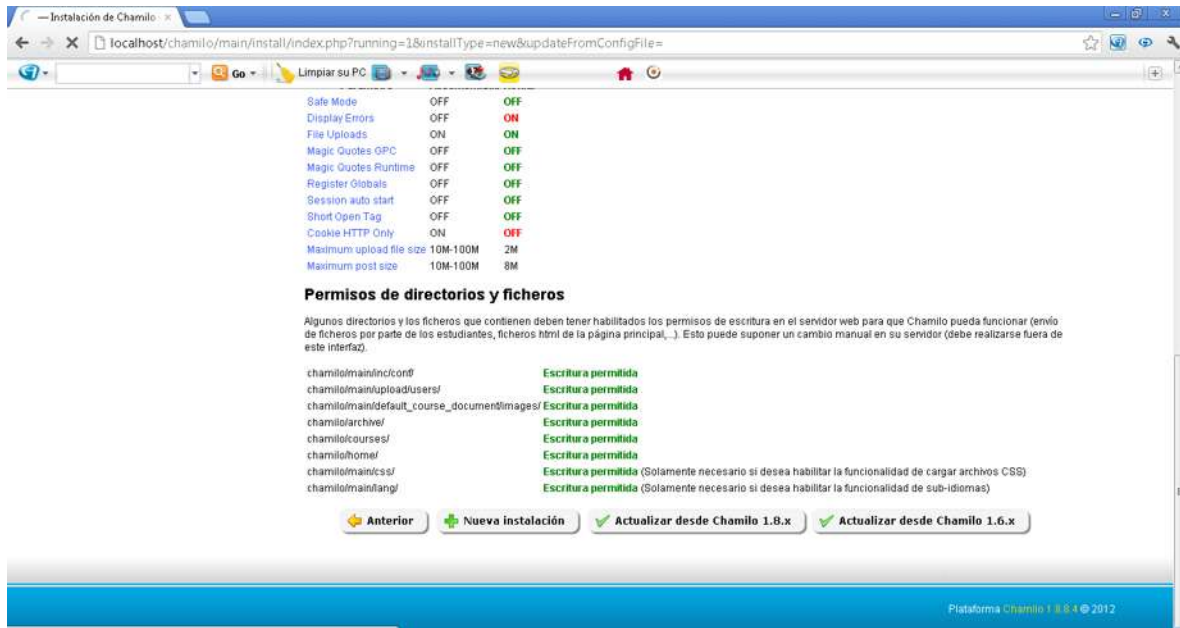 — Instalación de Chamilo
localhost/chamilo/main/install/index.php?running=1&installType=new&updateFromConfigFile=
Go
Limpiar su PC
Safe Mode OFF OFF
Display Errors OFF ON
File Uploads ON ON
Magic Quotes GPC OFF OFF
Magic Quotes Runtime OFF OFF
Register Globals OFF OFF
Session auto start OFF OFF
Short Open Tag OFF OFF
Cookie HTTP Only ON OFF
Maximum upload file size 10M-100M 2M
Maximum post size 10M-100M 8M
Permisos de directorios y ficheros
Algunos directorios y los ficheros que contienen deben tener habilitados los permisos de escritura en el servidor web para que Chamilo pueda funcionar (envío
de ficheros por parte de los estudiantes, ficheros html de la página principal,...). Esto puede suponer un cambio manual en su servidor (debe realizarse fuera de
este interfaz).
chamilo/main/inc/conf/ Escritura permitida
chamilo/main/upload/users/ Escritura permitida
chamilo/main/default_course_document/images/ Escritura permitida
chamilo/archive/ Escritura permitida
chamilo/courses/ Escritura permitida
chamilo/home/ Escritura permitida
chamilo/main/css/ Escritura permitida (Solamente necesario si desea habilitar la funcionalidad de cargar archivos CSS)
chamilo/main/lang/ Escritura permitida (Solamente necesario si desea habilitar la funcionalidad de sub-idiomas)
Anterior Nueva instalación Actualizar desde Chamilo 1.8.x Actualizar desde Chamilo 1.6.x
Plataforma Chamilo 1.8.8.4 © 2012